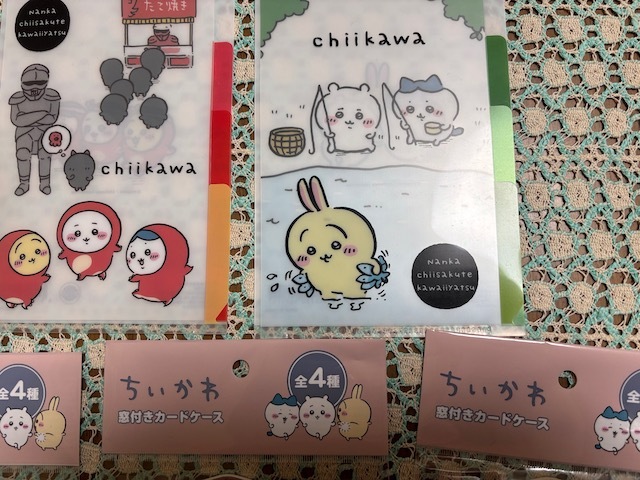 Nanka
chiisakute
kawaiiyatsu
たこ焼き
chiikawa
chiikawa
Nanka
chiisakute
kawaiiyatsu
全4種
ちいかわ
窓付きカードケース
全4種
ちいかわ
窓付きカードケース
全